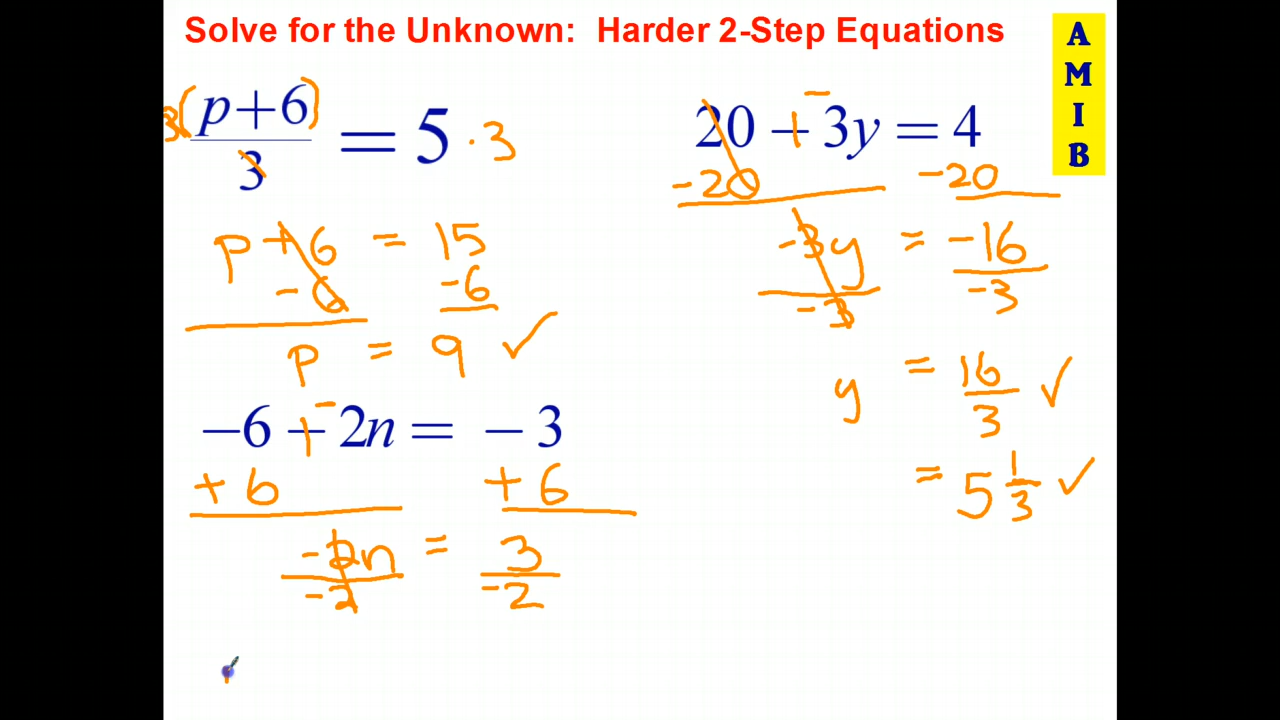 Solve for the Unknown: Harder 2-Step Equations
A
M
I
B
3(p+6)/3 = 5 · 3
p + 6 = 15
- 6 -6
p = 9 ✓
−6 − 2n = −3
+ 6 + 6
-2n = 3
-2 -2
20 − 3y = 4
-20 -20
-3y = -16
-3 -3
y = 16/3 ✓
= 5 1/3 ✓